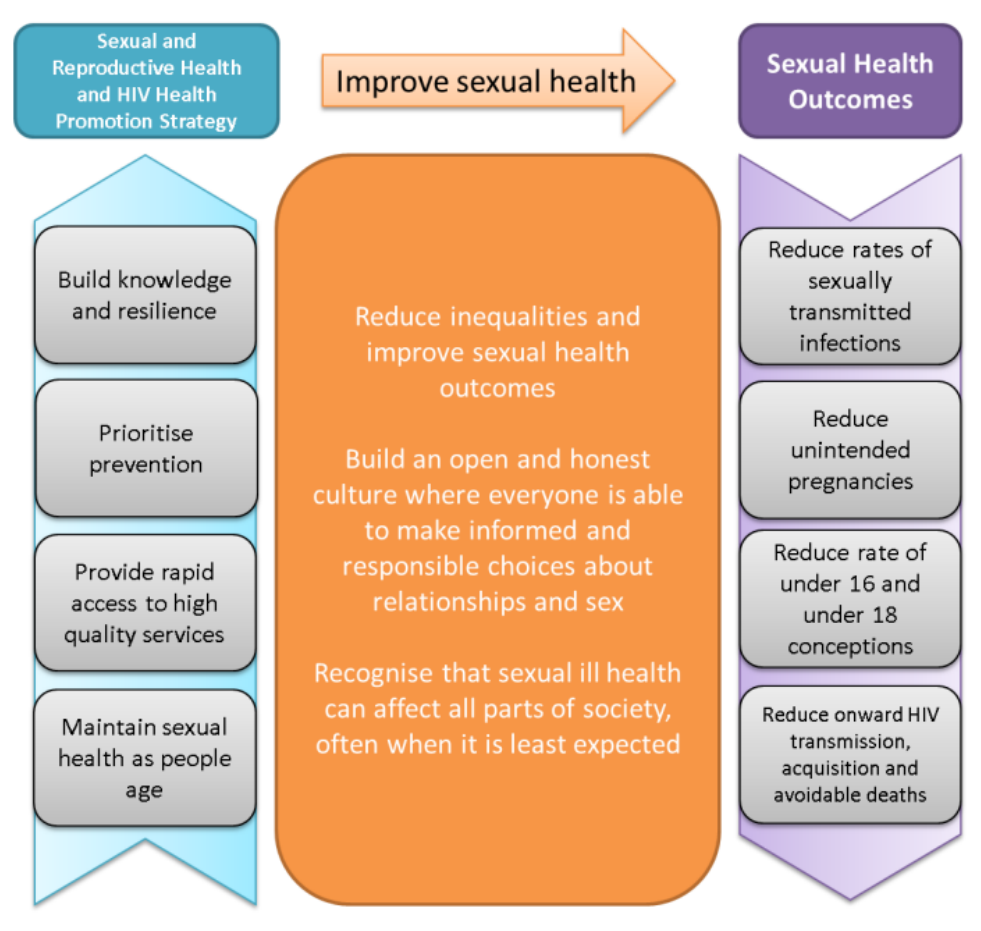 Sexual and
Reproductive Health
and HIV Health
Promotion Strategy
Improve sexual health
Sexual Health
Outcomes
Build knowledge
and resilience
Prioritise
prevention
Provide rapid
access to high
quality services
Maintain sexual
health as people
age
Reduce inequalities and
improve sexual health
outcomes
Build an open and honest
culture where everyone is able
to make informed and
responsible choices about
relationships and sex
Recognise that sexual ill health
can affect all parts of society,
often when it is least expected
Reduce rates of
sexually
transmitted
infections
Reduce
unintended
pregnancies
Reduce rate of
under 16 and
under 18
conceptions
Reduce onward HIV
transmission,
acquisition and
avoidable deaths